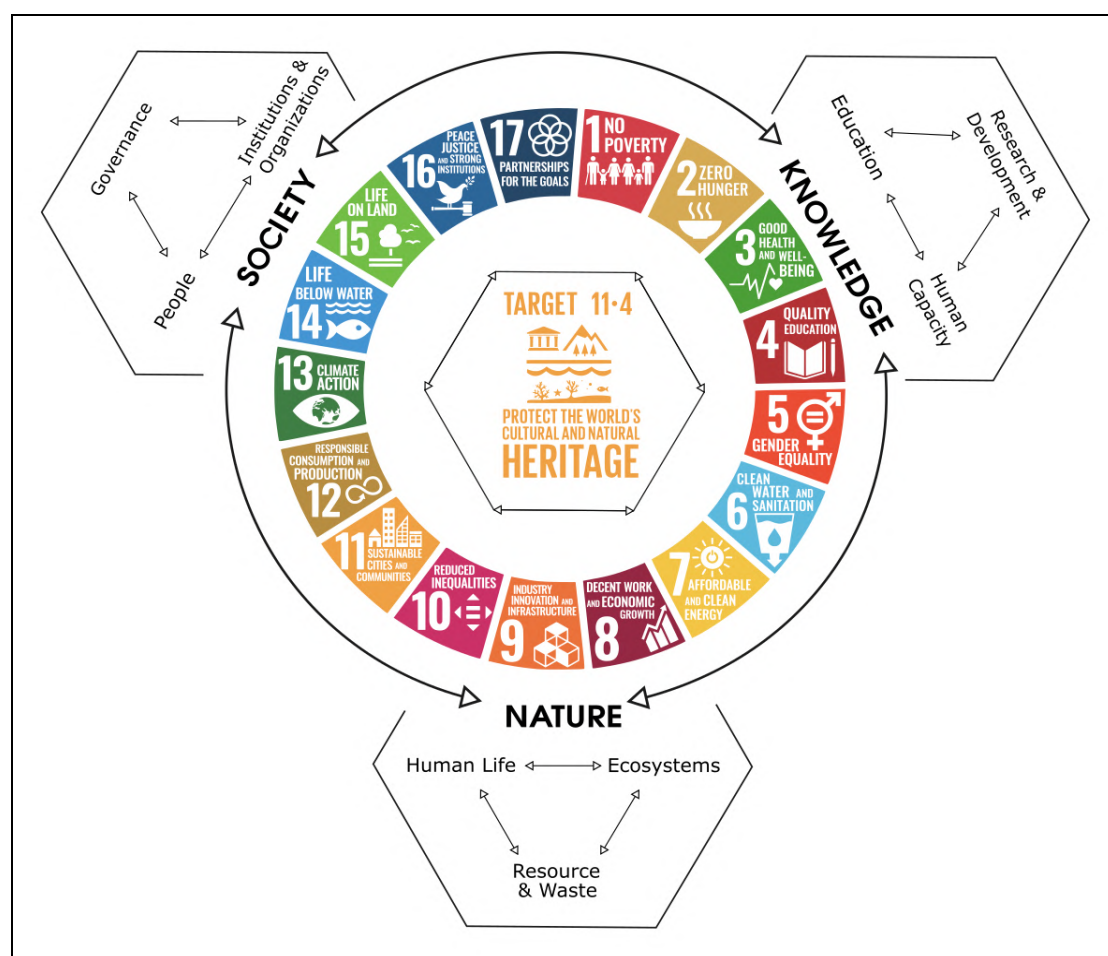 Governance
Institutions &
Organizations
People
SOCIETY
Education
Research &
Development
Human
Capacity
KNOWLEDGE
1 NO
POVERTY
2 ZERO
HUNGER
3 GOOD
HEALTH
AND WELL-
BEING
4 QUALITY
EDUCATION
5 GENDER
EQUALITY
6 CLEAN
WATER AND
SANITATION
7 AFFORDABLE
AND CLEAN
ENERGY
8 DECENT WORK
AND ECONOMIC
GROWTH
9 INDUSTRY
INNOVATION AND
INFRASTRUCTURE
10 REDUCED
INEQUALITIES
11 SUSTAINABLE
CITIES AND
COMMUNITIES
12 RESPONSIBLE
CONSUMPTION AND
PRODUCTION
13 CLIMATE
ACTION
14 LIFE
BELOW WATER
15 LIFE
ON LAND
16 PEACE
JUSTICE
AND STRONG
INSTITUTIONS
17 PARTNERSHIPS
FOR THE GOALS
TARGET 11·4
PROTECT THE WORLD'S
CULTURAL AND NATURAL
HERITAGE
NATURE
Human Life
Ecosystems
Resource
& Waste